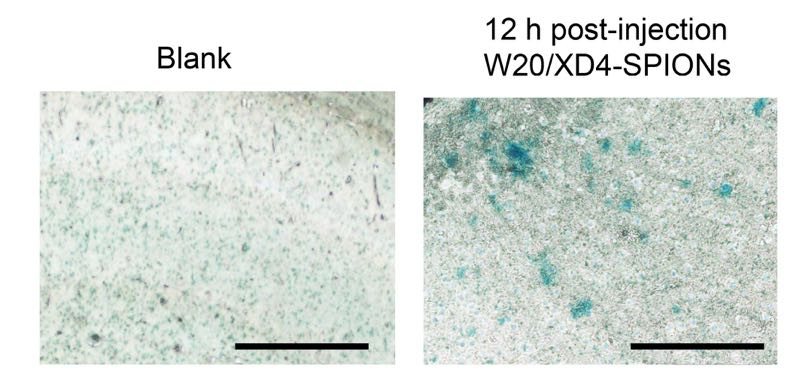 Blank
12 h post-injection
W20/XD4-SPIONs